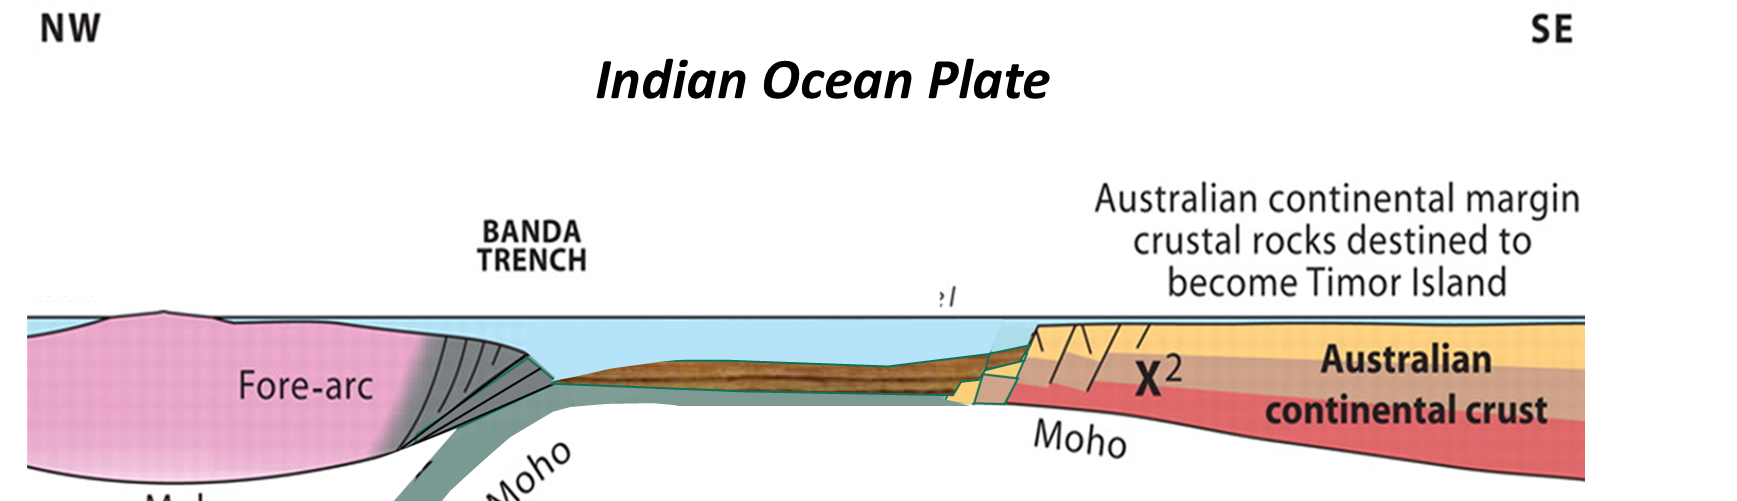 NW
SE
Indian Ocean Plate
Australian continental margin
crustal rocks destined to
become Timor Island
BANDA
TRENCH
Fore-arc
X2
Australian
continental crust
Moho
Moho